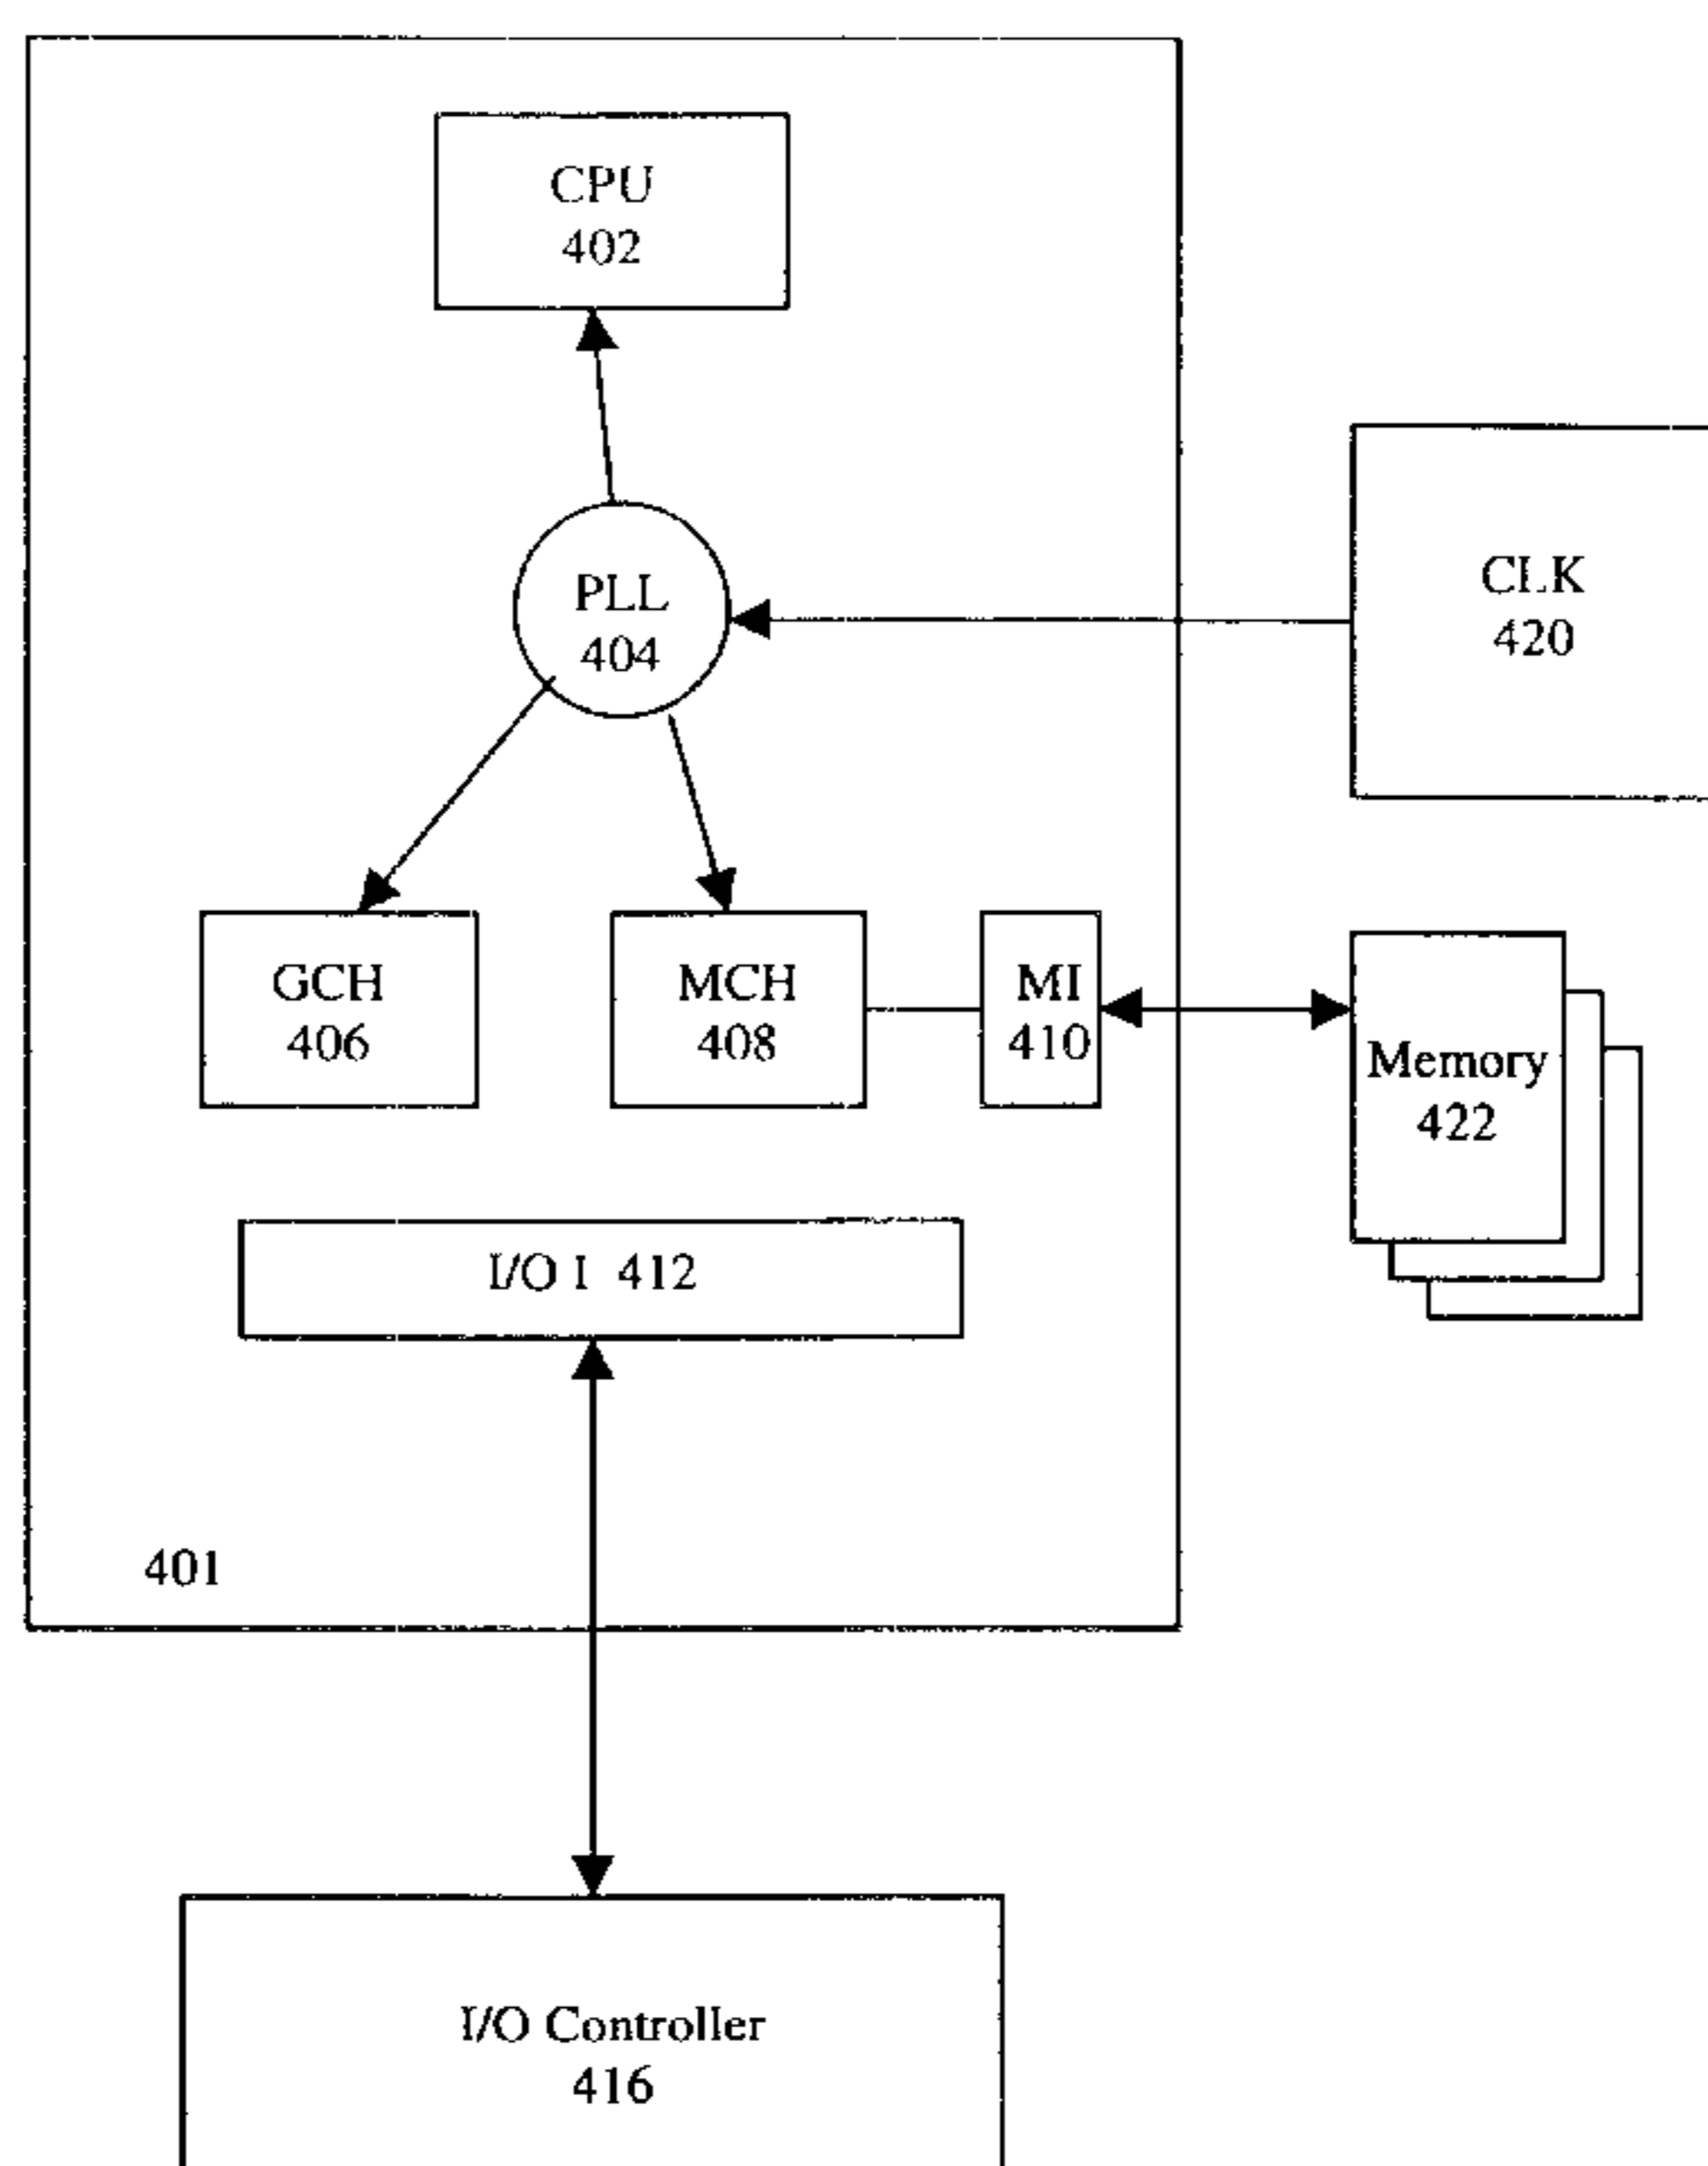 CPU
402
PLL
404
CLK
420
GCH
406
MCH
408
MI
410
Memory
422
I/O I 412
401
I/O Controller
416